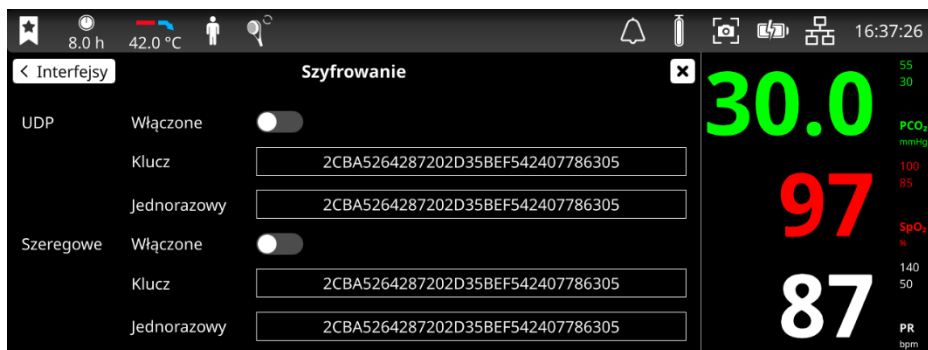 8.0 h
42.0 °C
16:37:26
< Interfejsy
Szyfrowanie
UDP
Włączone
Klucz
2CBA5264287202D35BEF542407786305
Jednorazowy
2CBA5264287202D35BEF542407786305
Szeregowe
Włączone
Klucz
2CBA5264287202D35BEF542407786305
Jednorazowy
2CBA5264287202D35BEF542407786305
30.0
55
30
PCO₂
mmHg
97
100
85
SpO₂
%
87
140
50
PR
bpm